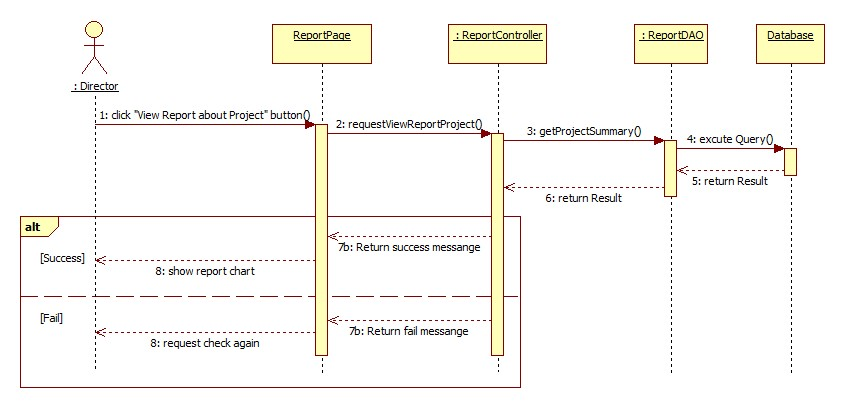 ReportPage
: ReportController
: ReportDAO
Database
: Director
1: click "View Report about Project" button()
2: requestViewReportProject()
3: getProjectSummary()
4: excute Query()
5: return Result
6: return Result
alt
7b: Return success messange
[Success]
8: show report chart
[Fail]
7b: Return fail messange
8: request check again